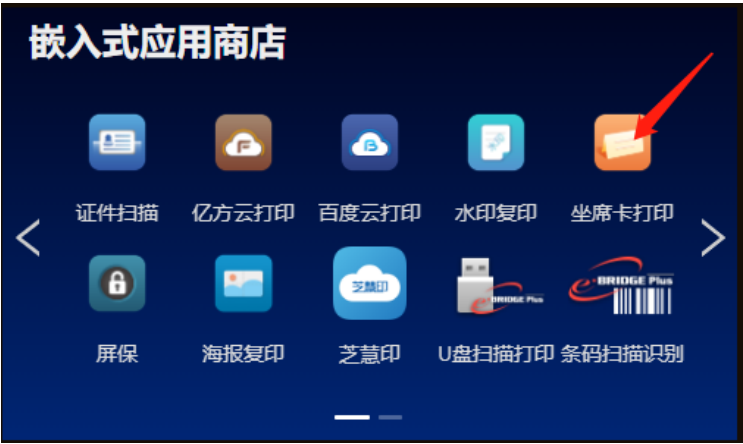 嵌入式应用商店
证件扫描 亿方云打印 百度云打印 水印复印 坐席卡打印
F B
芝慧印 BRIDGE Plus e-BRIDGE Plus
屏保 海报复印 芝慧印 U盘扫描打印 条码扫描识别